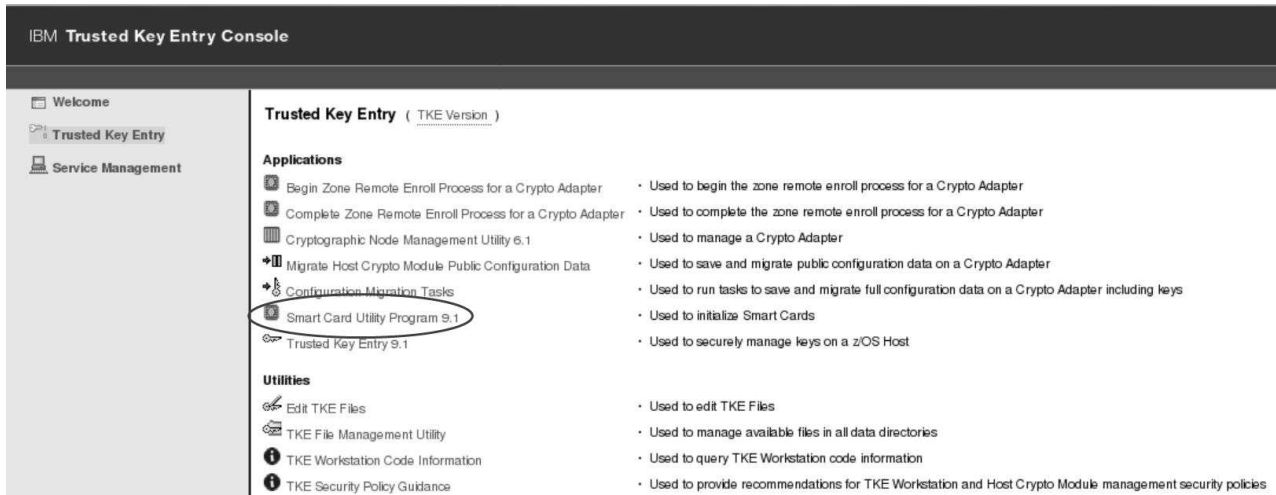 IBM Trusted Key Entry Console
Welcome
Trusted Key Entry
Service Management
Trusted Key Entry ( TKE Version )
Applications
Begin Zone Remote Enroll Process for a Crypto Adapter · Used to begin the zone remote enroll process for a Crypto Adapter
Complete Zone Remote Enroll Process for a Crypto Adapter · Used to complete the zone remote enroll process for a Crypto Adapter
Cryptographic Node Management Utility 6.1 · Used to manage a Crypto Adapter
Migrate Host Crypto Module Public Configuration Data · Used to save and migrate public configuration data on a Crypto Adapter
Configuration Migration Tasks · Used to run tasks to save and migrate full configuration data on a Crypto Adapter including keys
Smart Card Utility Program 9.1 · Used to initialize Smart Cards
Trusted Key Entry 9.1 · Used to securely manage keys on a z/OS Host
Utilities
Edit TKE Files · Used to edit TKE Files
TKE File Management Utility · Used to manage available files in all data directories
TKE Workstation Code Information · Used to query TKE Workstation code information
TKE Security Policy Guidance · Used to provide recommendations for TKE Workstation and Host Crypto Module management security policies